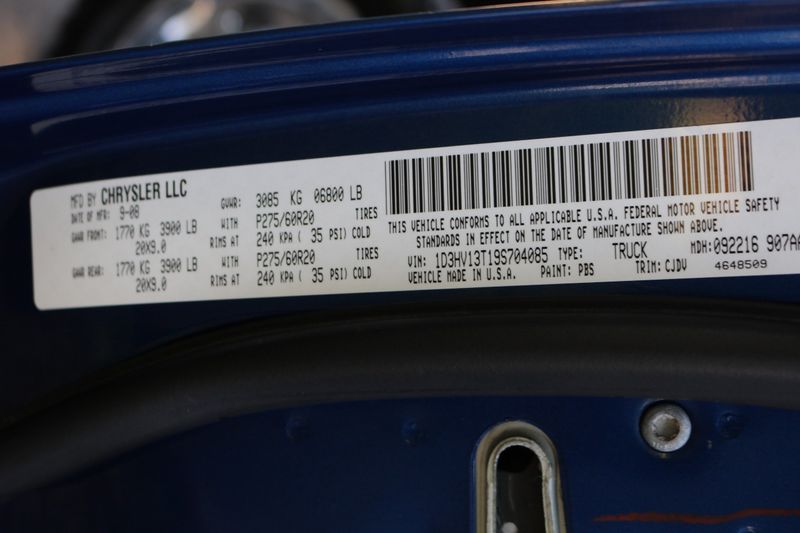 MFD BY CHRYSLER LLC
DATE OF MFR: 9-08 GVWR: 3085 KG 06800 LB
GAWR FRONT: 1770 KG 3900 LB WITH P275/60R20 TIRES
20X9.0 RIMS AT 240 KPA ( 35 PSI) COLD
GAWR REAR: 1770 KG 3900 LB WITH P275/60R20 TIRES
20X9.0 RIMS AT 240 KPA ( 35 PSI) COLD
THIS VEHICLE CONFORMS TO ALL APPLICABLE U.S.A. FEDERAL MOTOR VEHICLE SAFETY
STANDARDS IN EFFECT ON THE DATE OF MANUFACTURE SHOWN ABOVE.
VIN: 1D3HV13T19S704085 TYPE: TRUCK MDH: 092216
VEHICLE MADE IN U.S.A. PAINT: PBS TRIM: CJDV 4648509